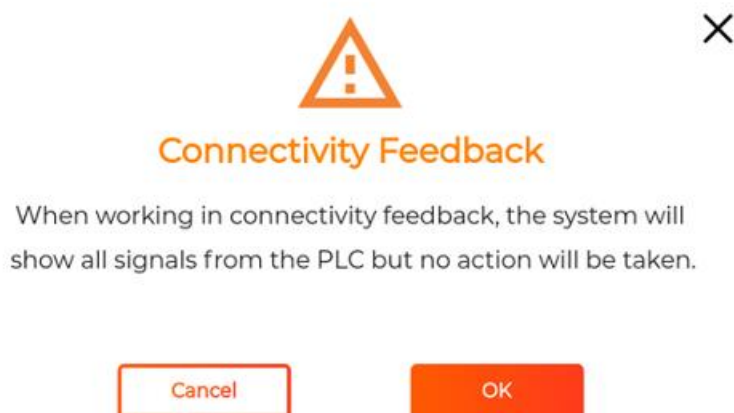 Connectivity Feedback
When working in connectivity feedback, the system will
show all signals from the PLC but no action will be taken.
Cancel
OK